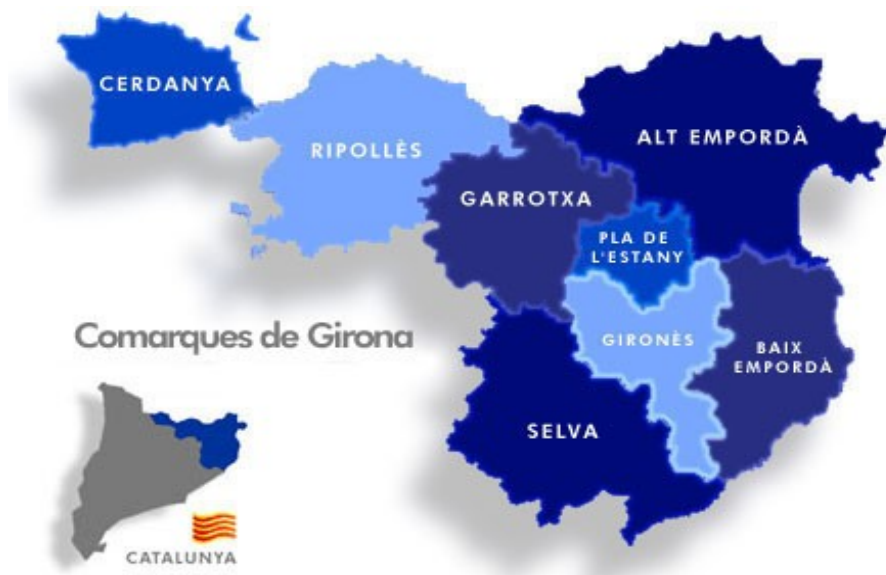 CERDANYA
RIPOLLÈS
ALT EMPORDÀ
GARROTXA
PLA DE
L'ESTANY
GIRONÈS
BAIX
EMPORDÀ
SELVA
Comarques de Girona
CATALUNYA